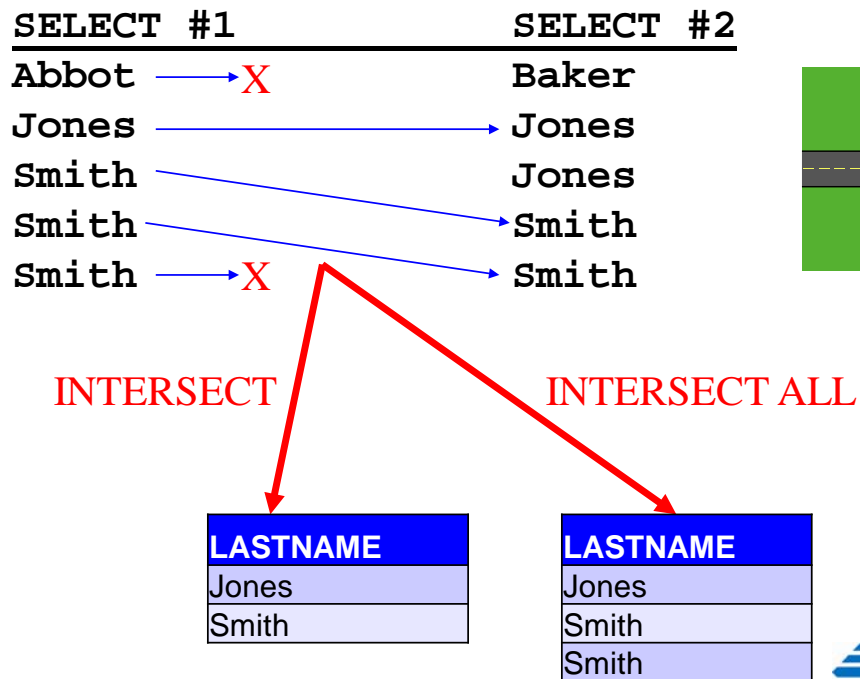 SELECT #1 SELECT #2
Abbot X Baker
Jones Jones
Smith Jones
Smith Smith
Smith X Smith
INTERSECT INTERSECT ALL
LASTNAME LASTNAME
Jones Jones
Smith Smith
Smith